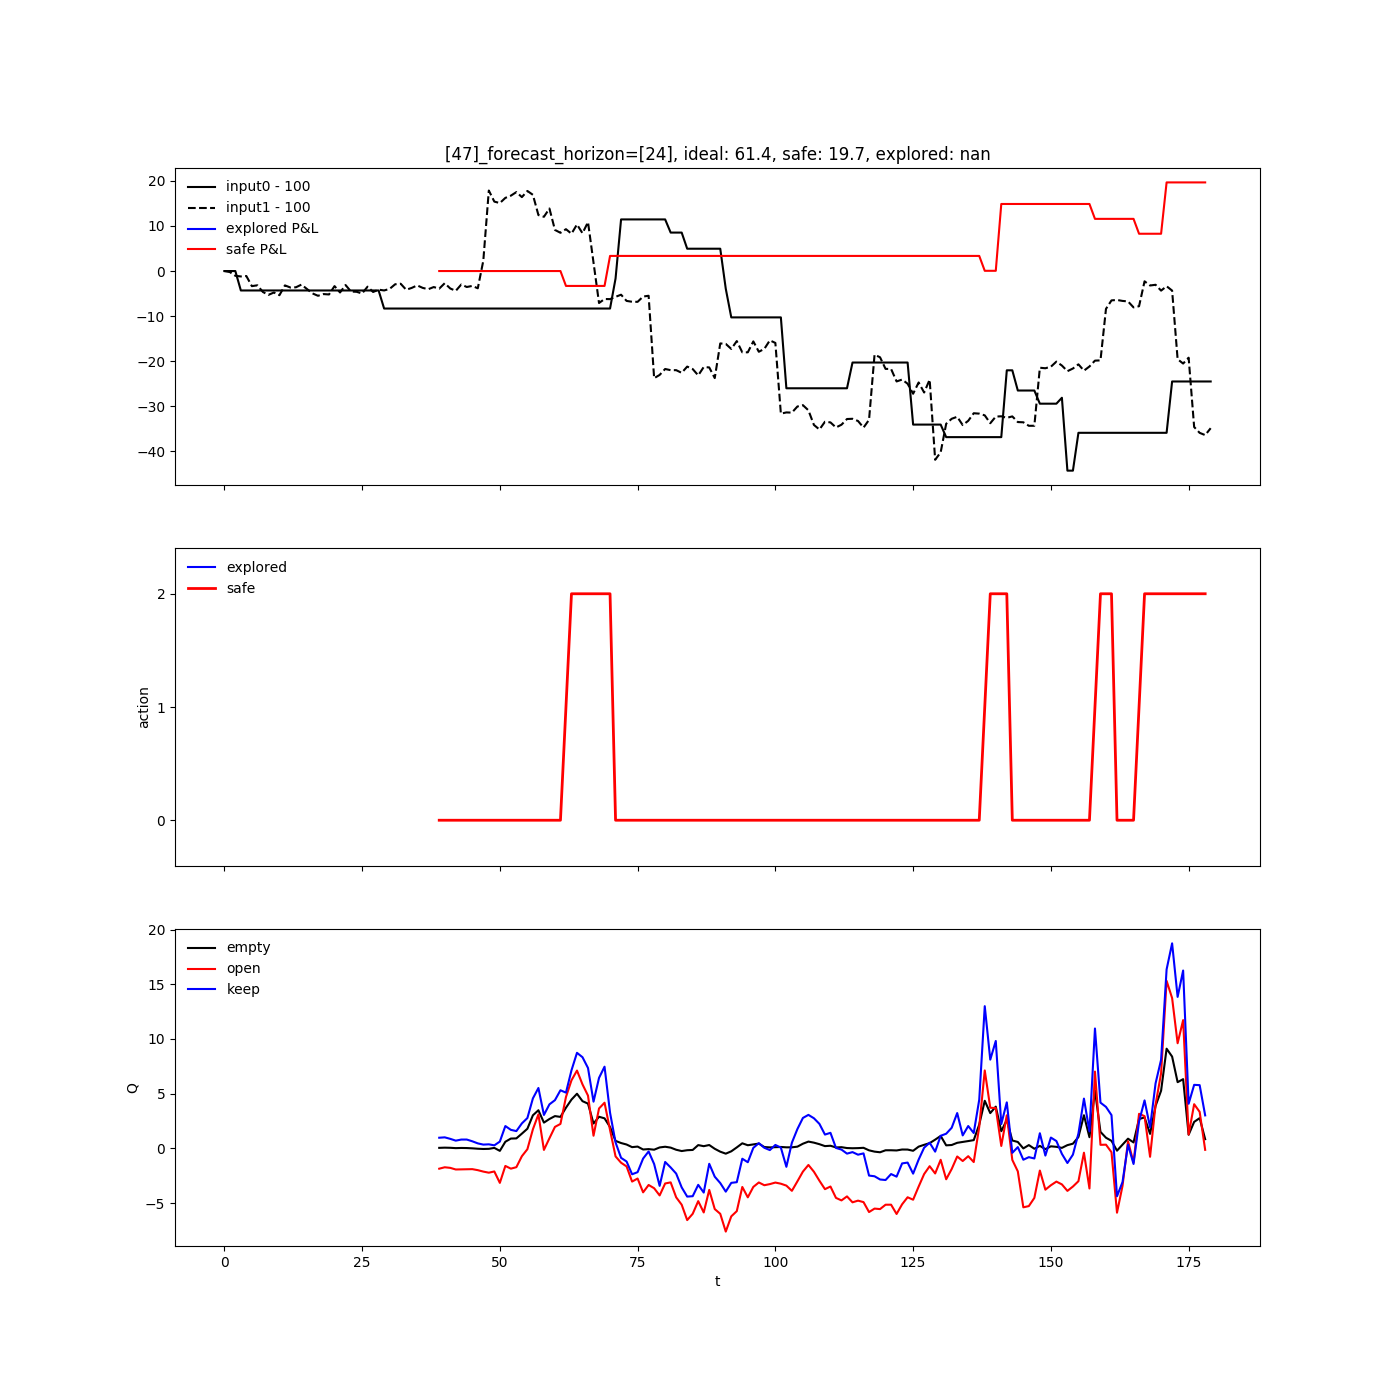 [47]_forecast_horizon=[24], ideal: 61.4, safe: 19.7, explored: nan
20
10
0
−10
−20
−30
−40
input0 - 100
input1 - 100
explored P&L
safe P&L
action
2
1
0
explored
safe
Q
20
15
10
5
0
−5
empty
open
keep
0 25 50 75 100 125 150 175
t